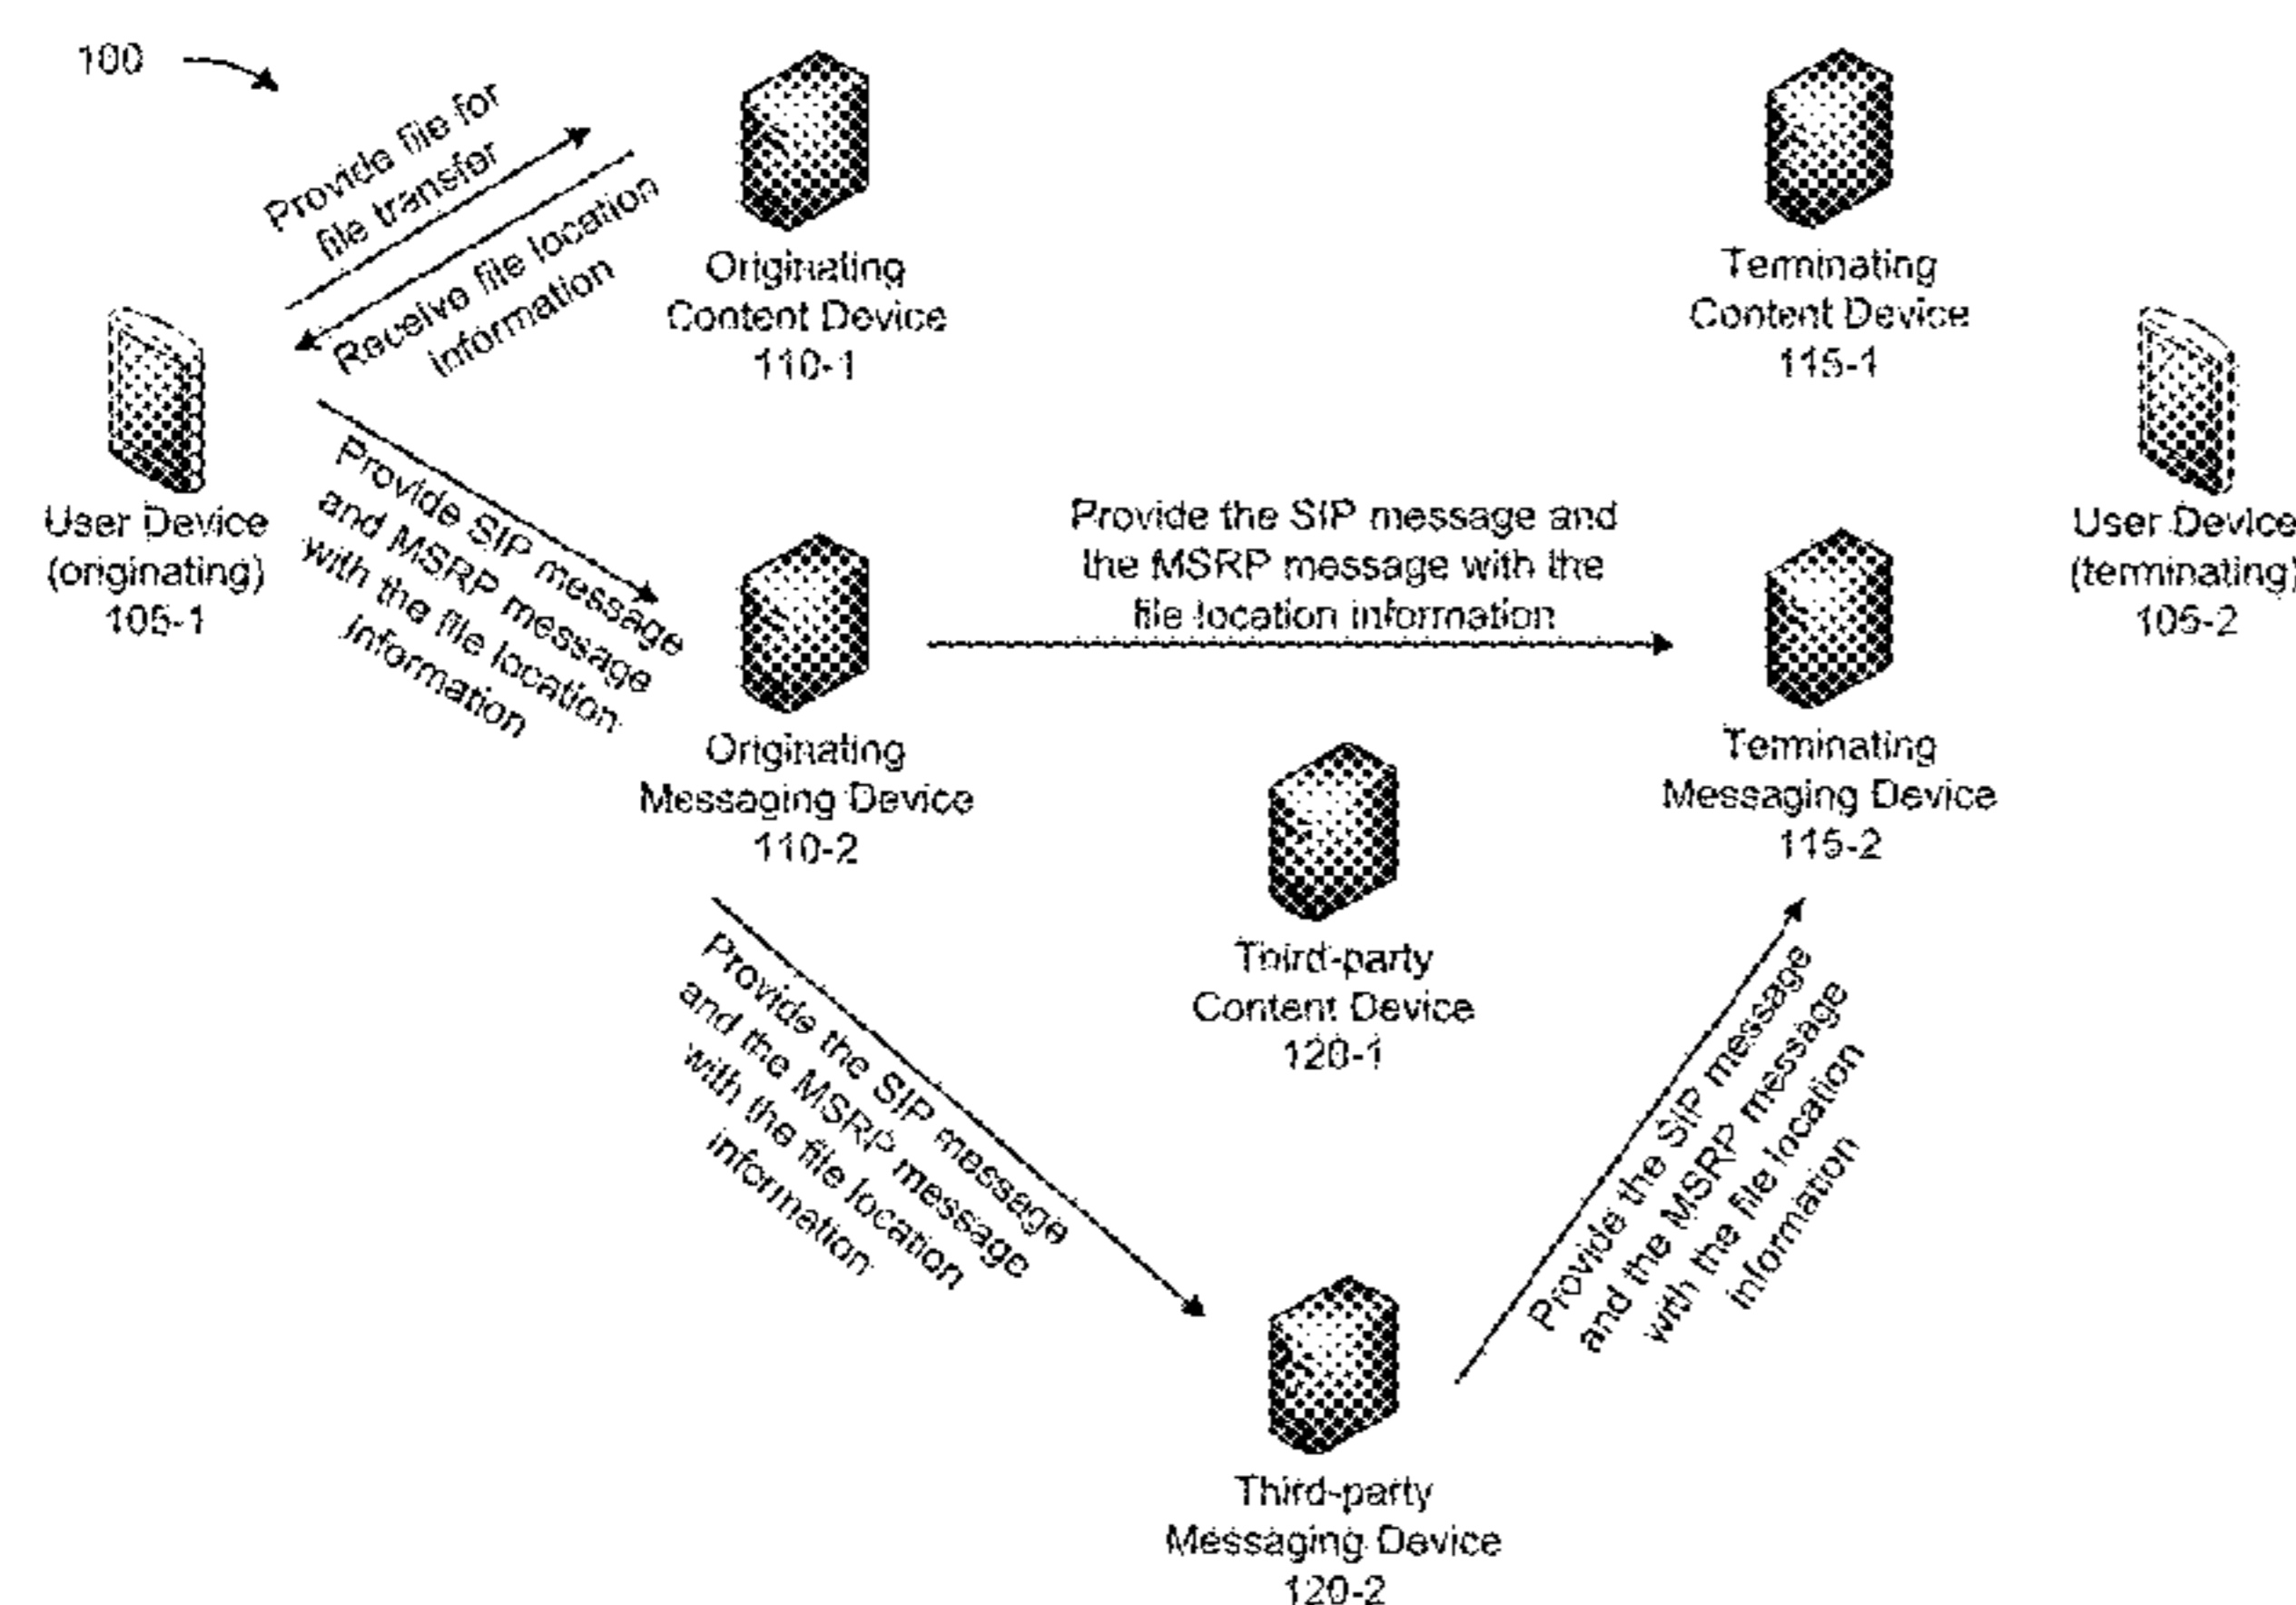 100
Provide file for
file transfer
Receive file location
information
Originating
Content Device
110-1
Terminating
Content Device
115-1
User Device
(originating)
105-1
User Device
(terminating)
105-2
Provide SIP message
and MSRP message
with the file location
information
Provide the SIP message and
the MSRP message with the
file location information
Originating
Messaging Device
110-2
Terminating
Messaging Device
115-2
Third-party
Content Device
120-1
Provide the SIP message
and the MSRP message
with the file location
information
Provide the SIP message
and the MSRP message
with the file location
information
Third-party
Messaging Device
120-2